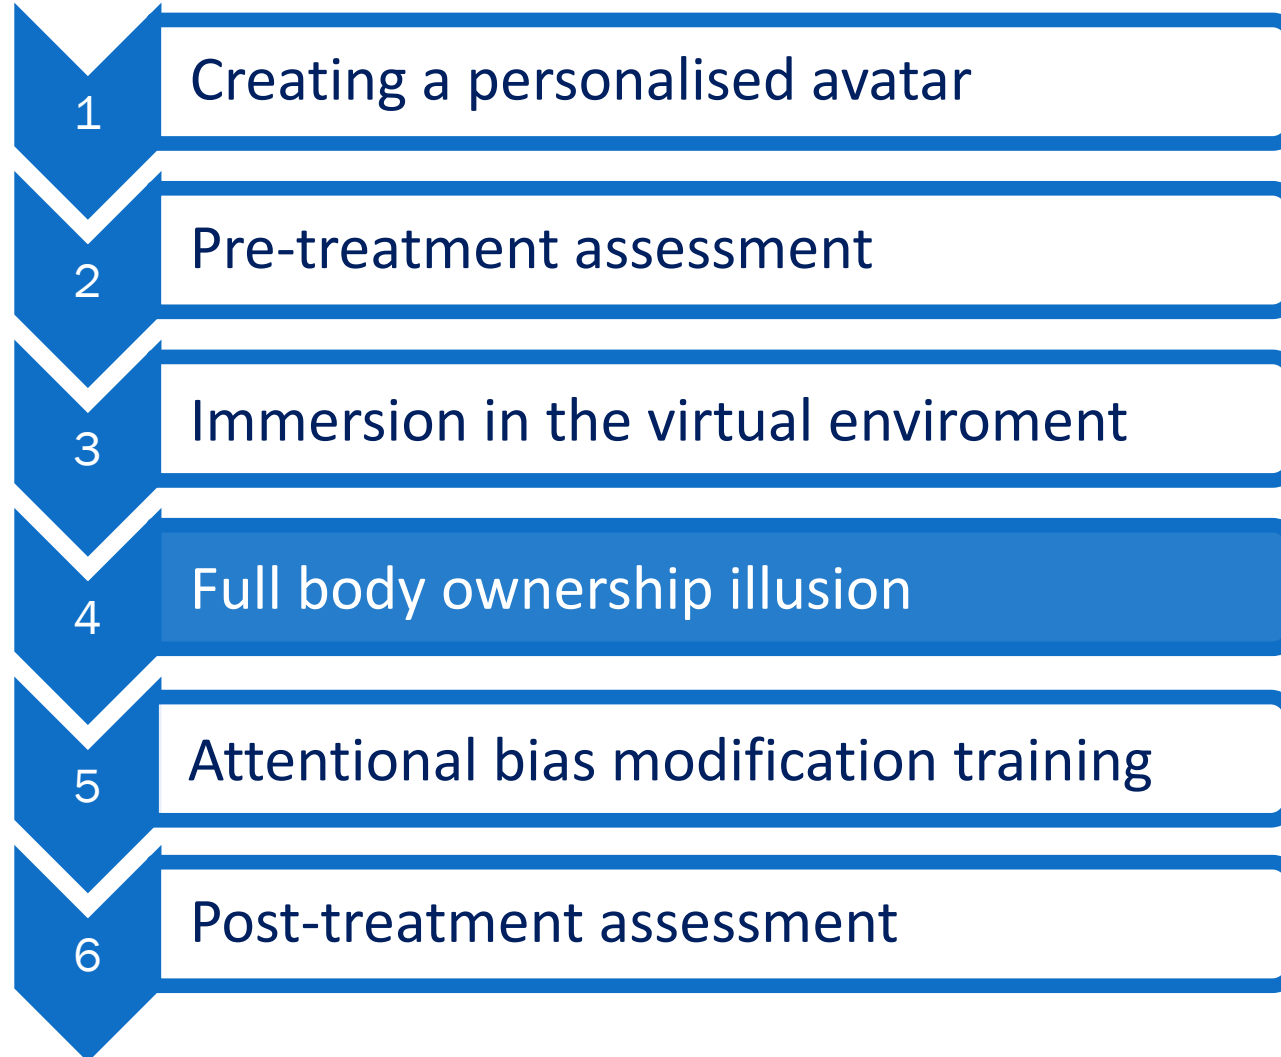 1
Creating a personalised avatar
2
Pre-treatment assessment
3
Immersion in the virtual enviroment
4
Full body ownership illusion
5
Attentional bias modification training
6
Post-treatment assessment